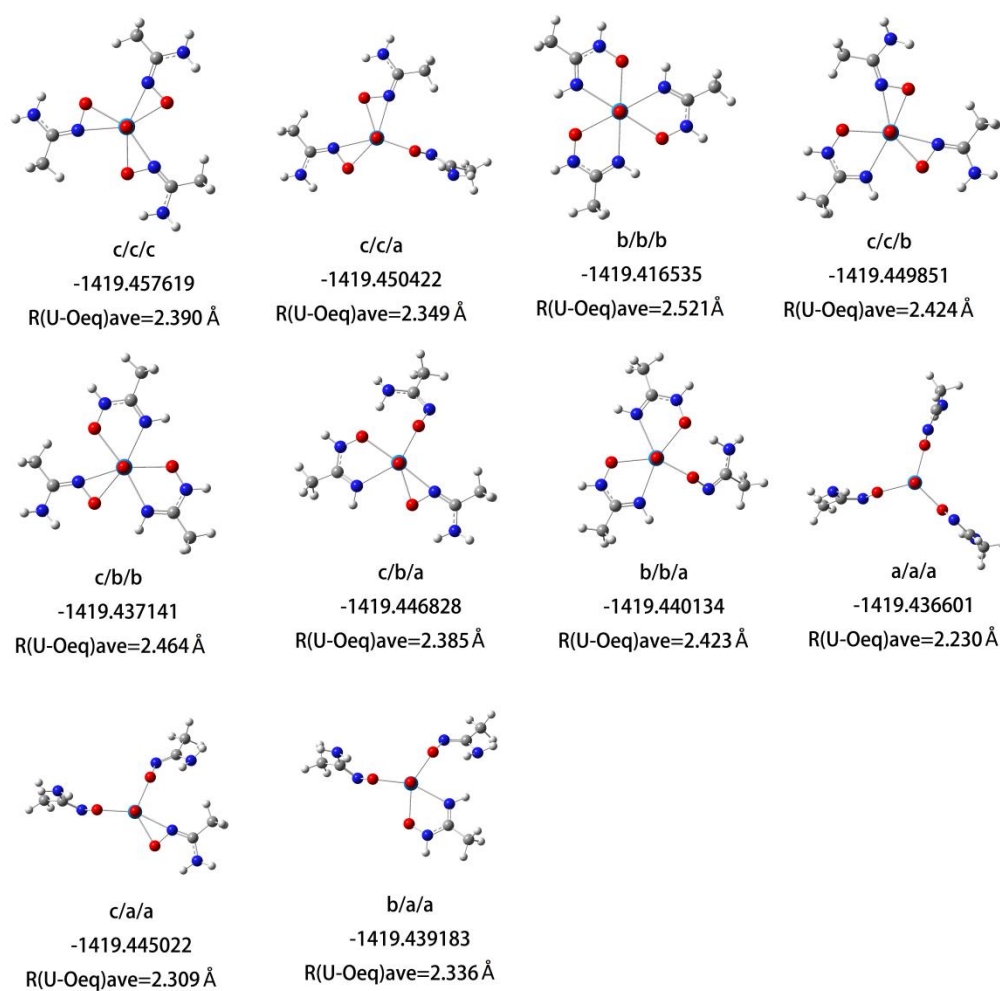 c/c/c
-1419.457619
R(U-Oeq)ave=2.390 Å
c/c/a
-1419.450422
R(U-Oeq)ave=2.349 Å
b/b/b
-1419.416535
R(U-Oeq)ave=2.521 Å
c/c/b
-1419.449851
R(U-Oeq)ave=2.424 Å
c/b/b
-1419.437141
R(U-Oeq)ave=2.464 Å
c/b/a
-1419.446828
R(U-Oeq)ave=2.385 Å
b/b/a
-1419.440134
R(U-Oeq)ave=2.423 Å
a/a/a
-1419.436601
R(U-Oeq)ave=2.230 Å
c/a/a
-1419.445022
R(U-Oeq)ave=2.309 Å
b/a/a
-1419.439183
R(U-Oeq)ave=2.336 Å